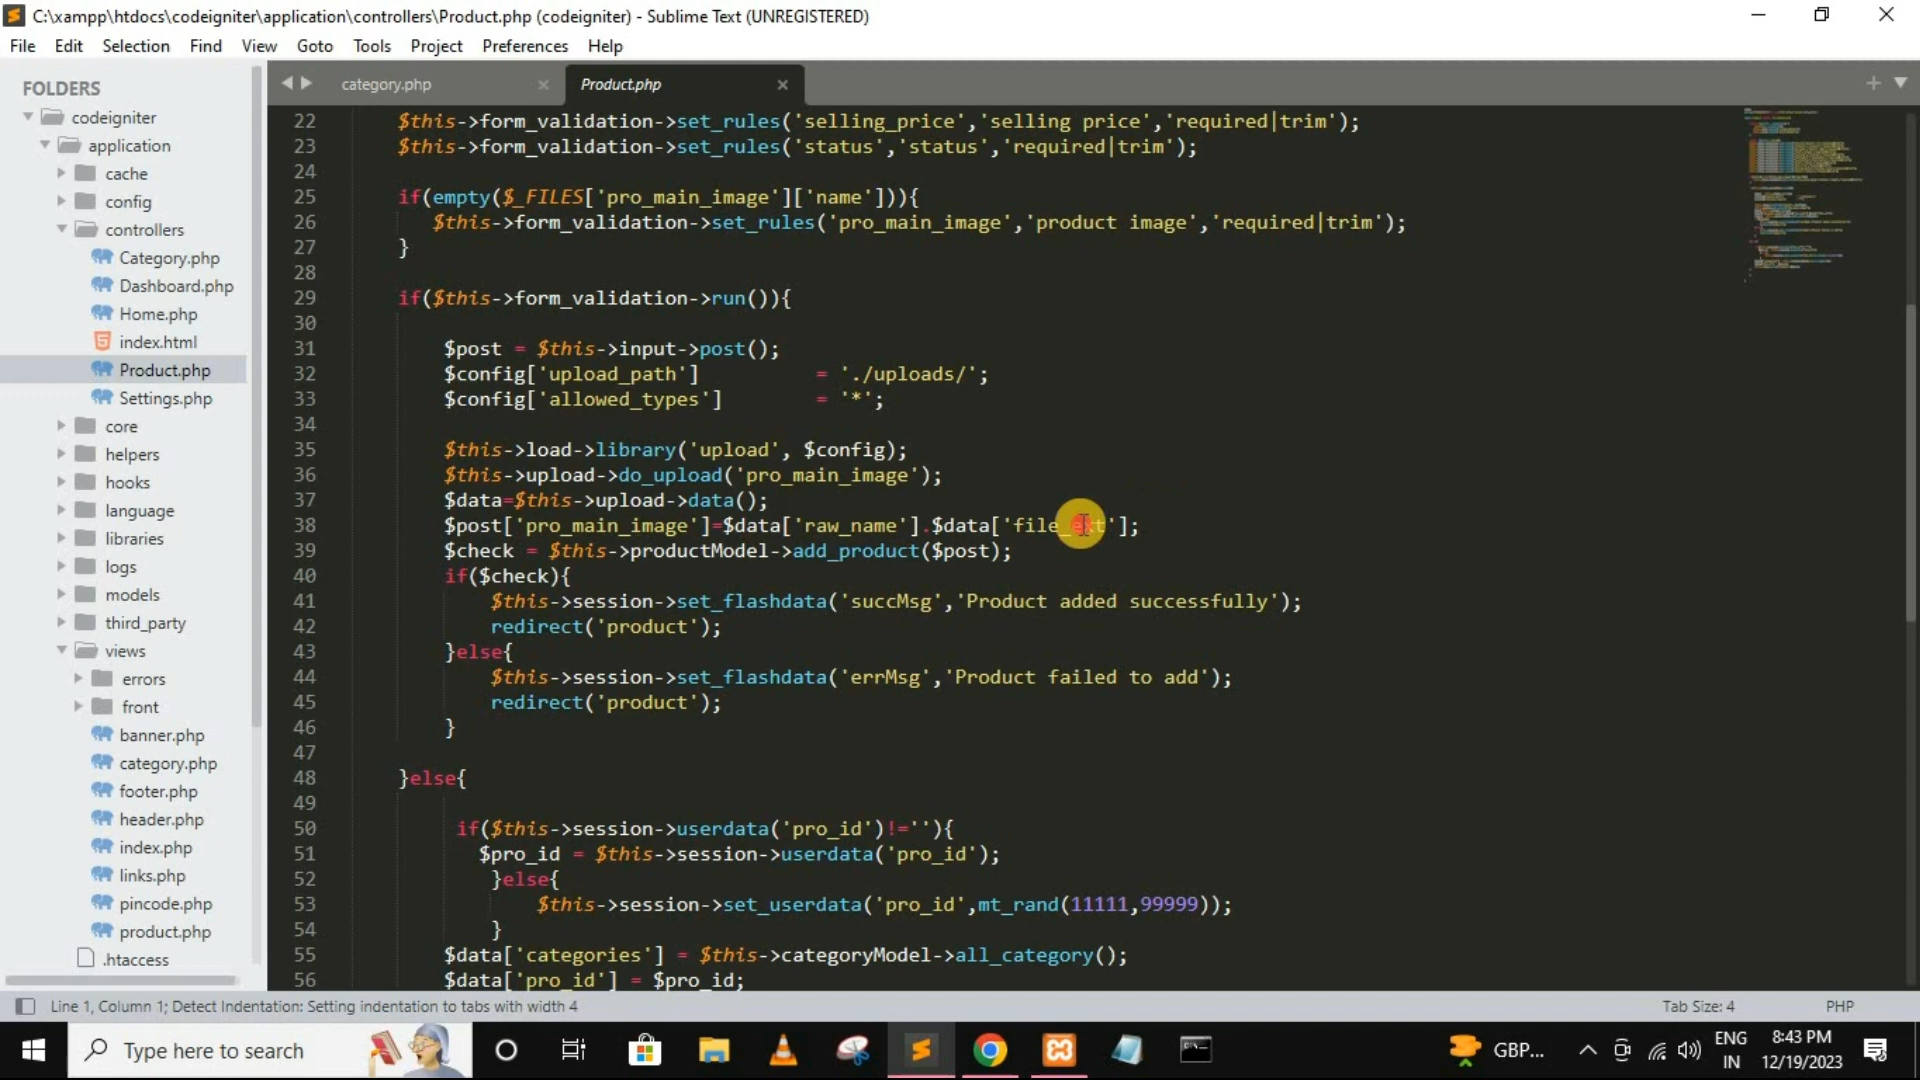 C:\xampp\htdocs\codeigniter\application\controllers\Product.php (codeigniter) - Sublime Text (UNREGISTERED)
File Edit Selection Find View Goto Tools Project Preferences Help
FOLDERS
codeigniter
application
cache
config
controllers
Category.php
Dashboard.php
Home.php
index.html
Product.php
Settings.php
core
helpers
hooks
language
libraries
logs
models
third_party
views
errors
front
banner.php
category.php
footer.php
header.php
index.php
links.php
pincode.php
product.php
.htaccess
category.php
Product.php
22 $this->form_validation->set_rules('selling_price','selling price','required|trim');
23 $this->form_validation->set_rules('status','status','required|trim');
24
25 if(empty($_FILES['pro_main_image']['name'])){
26 $this->form_validation->set_rules('pro_main_image','product image','required|trim');
27 }
28
29 if($this->form_validation->run()){
30
31 $post = $this->input->post();
32 $config['upload_path'] = './uploads/';
33 $config['allowed_types'] = '*';
34
35 $this->load->library('upload', $config);
36 $this->upload->do_upload('pro_main_image');
37 $data=$this->upload->data();
38 $post['pro_main_image']=$data['raw_name'].$data['file_ext'];
39 $check = $this->productModel->add_product($post);
40 if($check){
41 $this->session->set_flashdata('succMsg','Product added successfully');
42 redirect('product');
43 }else{
44 $this->session->set_flashdata('errMsg','Product failed to add');
45 redirect('product');
46 }
47
48 }else{
49
50 if($this->session->userdata('pro_id')!=''){
51 $pro_id = $this->session->userdata('pro_id');
52 }else{
53 $this->session->set_userdata('pro_id',mt_rand(11111,99999));
54 }
55 $data['categories'] = $this->categoryModel->all_category();
56 $data['pro_id'] = $pro_id;
Line 1, Column 1; Detect Indentation: Setting indentation to tabs with width 4
Tab Size: 4
PHP
Type here to search
GBP...
ENG
IN
8:43 PM
12/19/2023